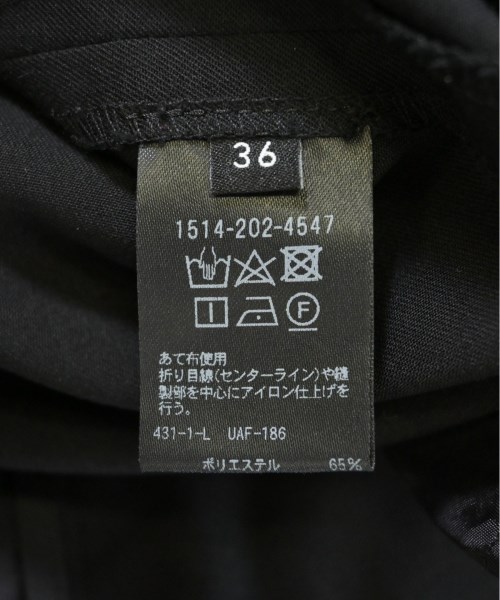 36
1514-202-4547
F
あて布使用
折り目線(センターライン)や縫
製部を中心にアイロン仕上げを
行う。
431-1-L UAF-186
ポリエステル 65%